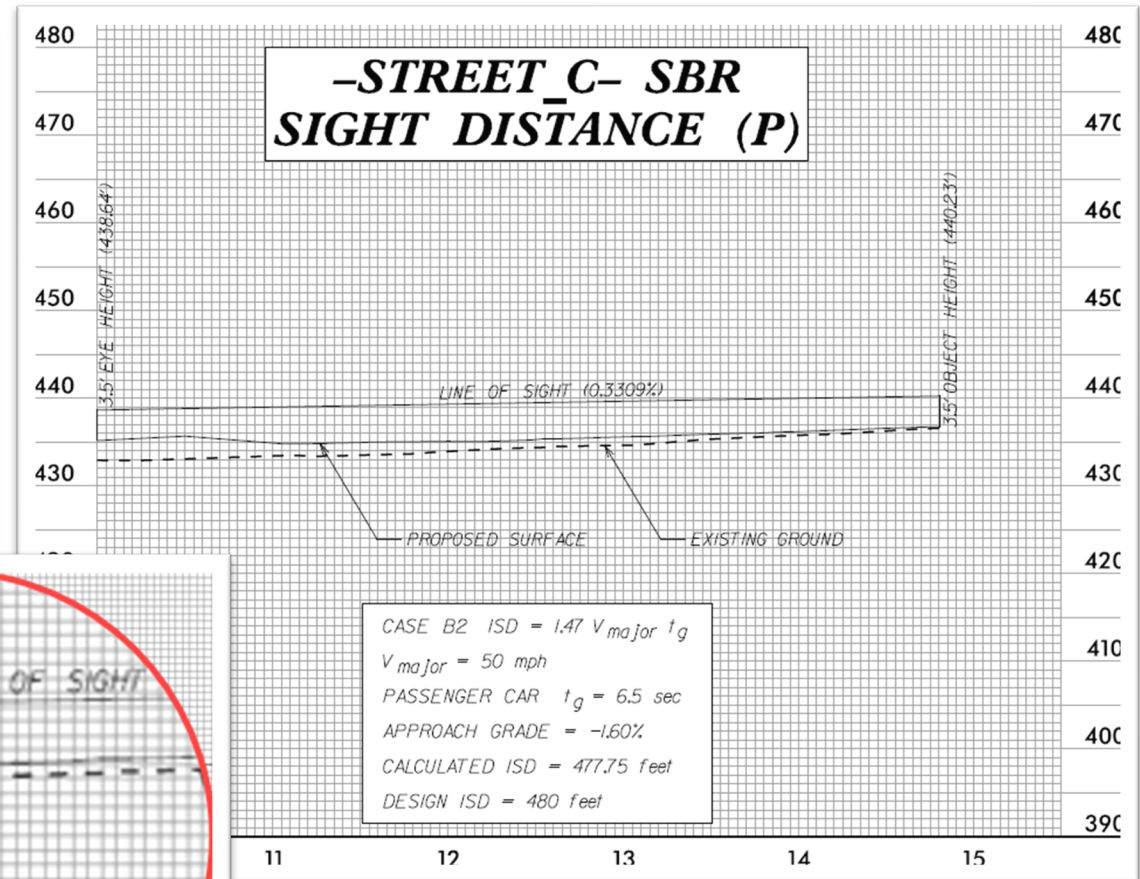 –STREET_C– SBR
SIGHT DISTANCE (P)
480
470
460
450
440
430
480
470
460
450
440
430
420
410
400
390
3.5' EYE HEIGHT (438.64')
3.5' OBJECT HEIGHT (440.23')
LINE OF SIGHT (0.3309%)
PROPOSED SURFACE
EXISTING GROUND
CASE B2 ISD = 1.47 V major t g
V major = 50 mph
PASSENGER CAR t g = 6.5 sec
APPROACH GRADE = -1.60%
CALCULATED ISD = 477.75 feet
DESIGN ISD = 480 feet
OF SIGHT
11 12 13 14 15